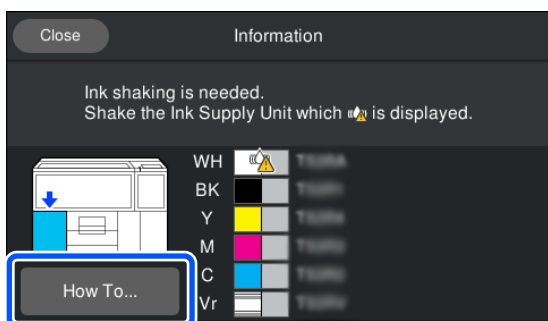 Close
Information
Ink shaking is needed.
Shake the Ink Supply Unit which is displayed.
WH
BK
Y
M
C
Vr
How To...